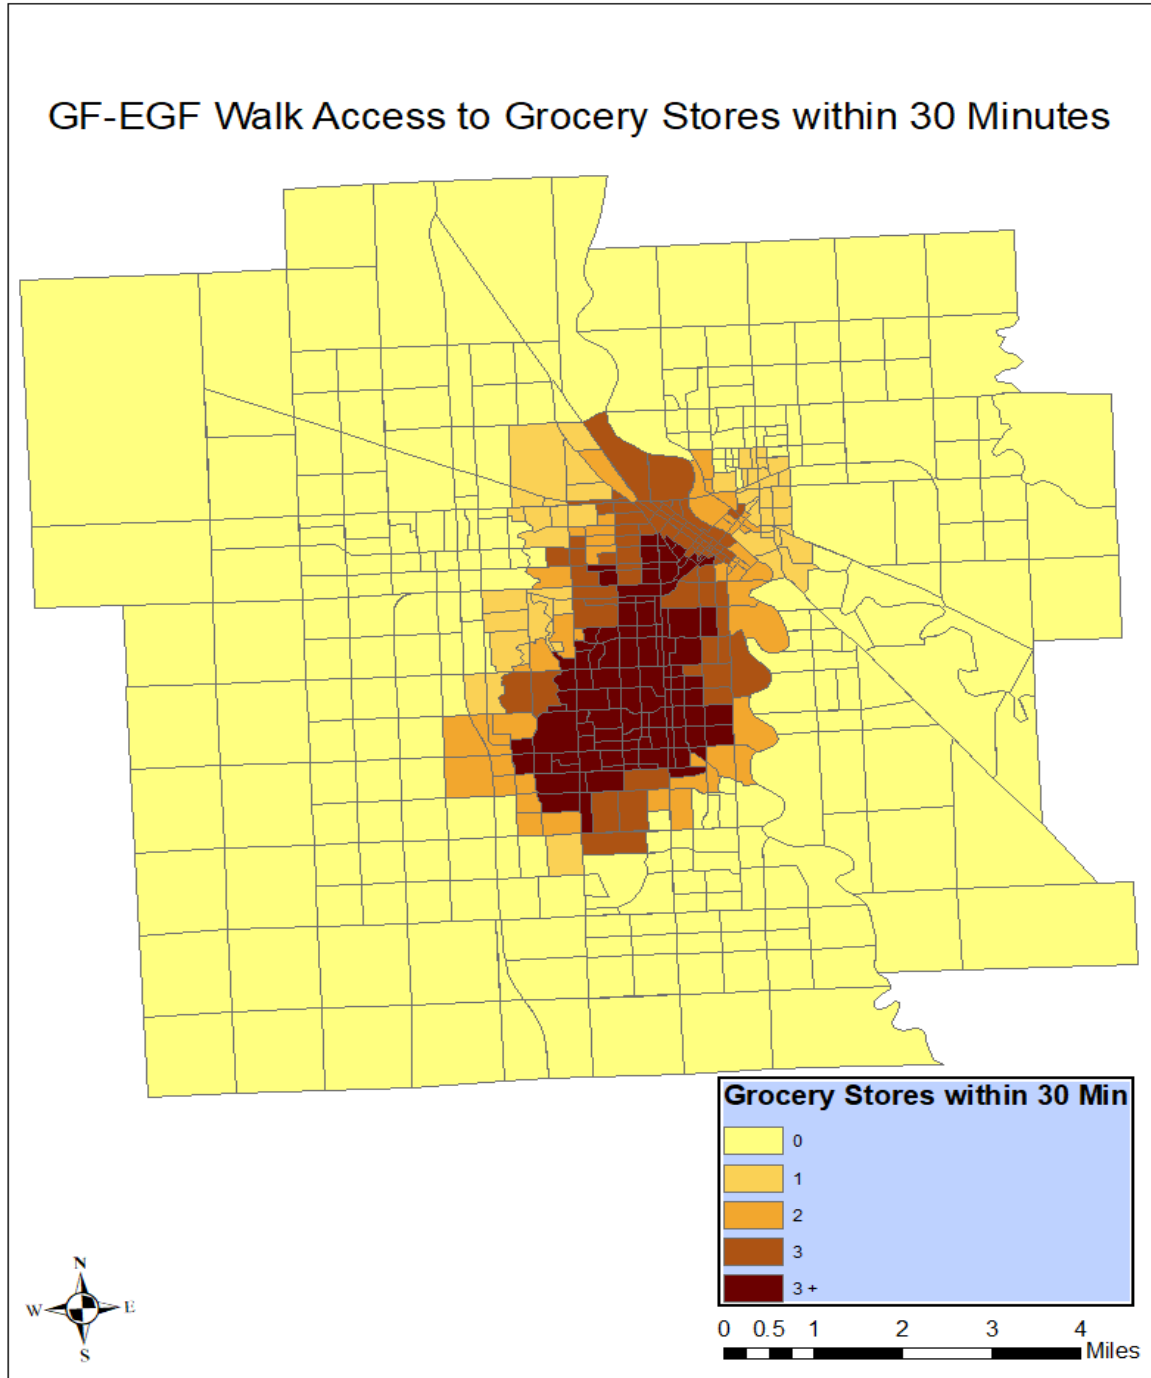 GF-EGF Walk Access to Grocery Stores within 30 Minutes
Grocery Stores within 30 Min
0
1
2
3
3 +
N
W E
S
0 0.5 1 2 3 4
Miles